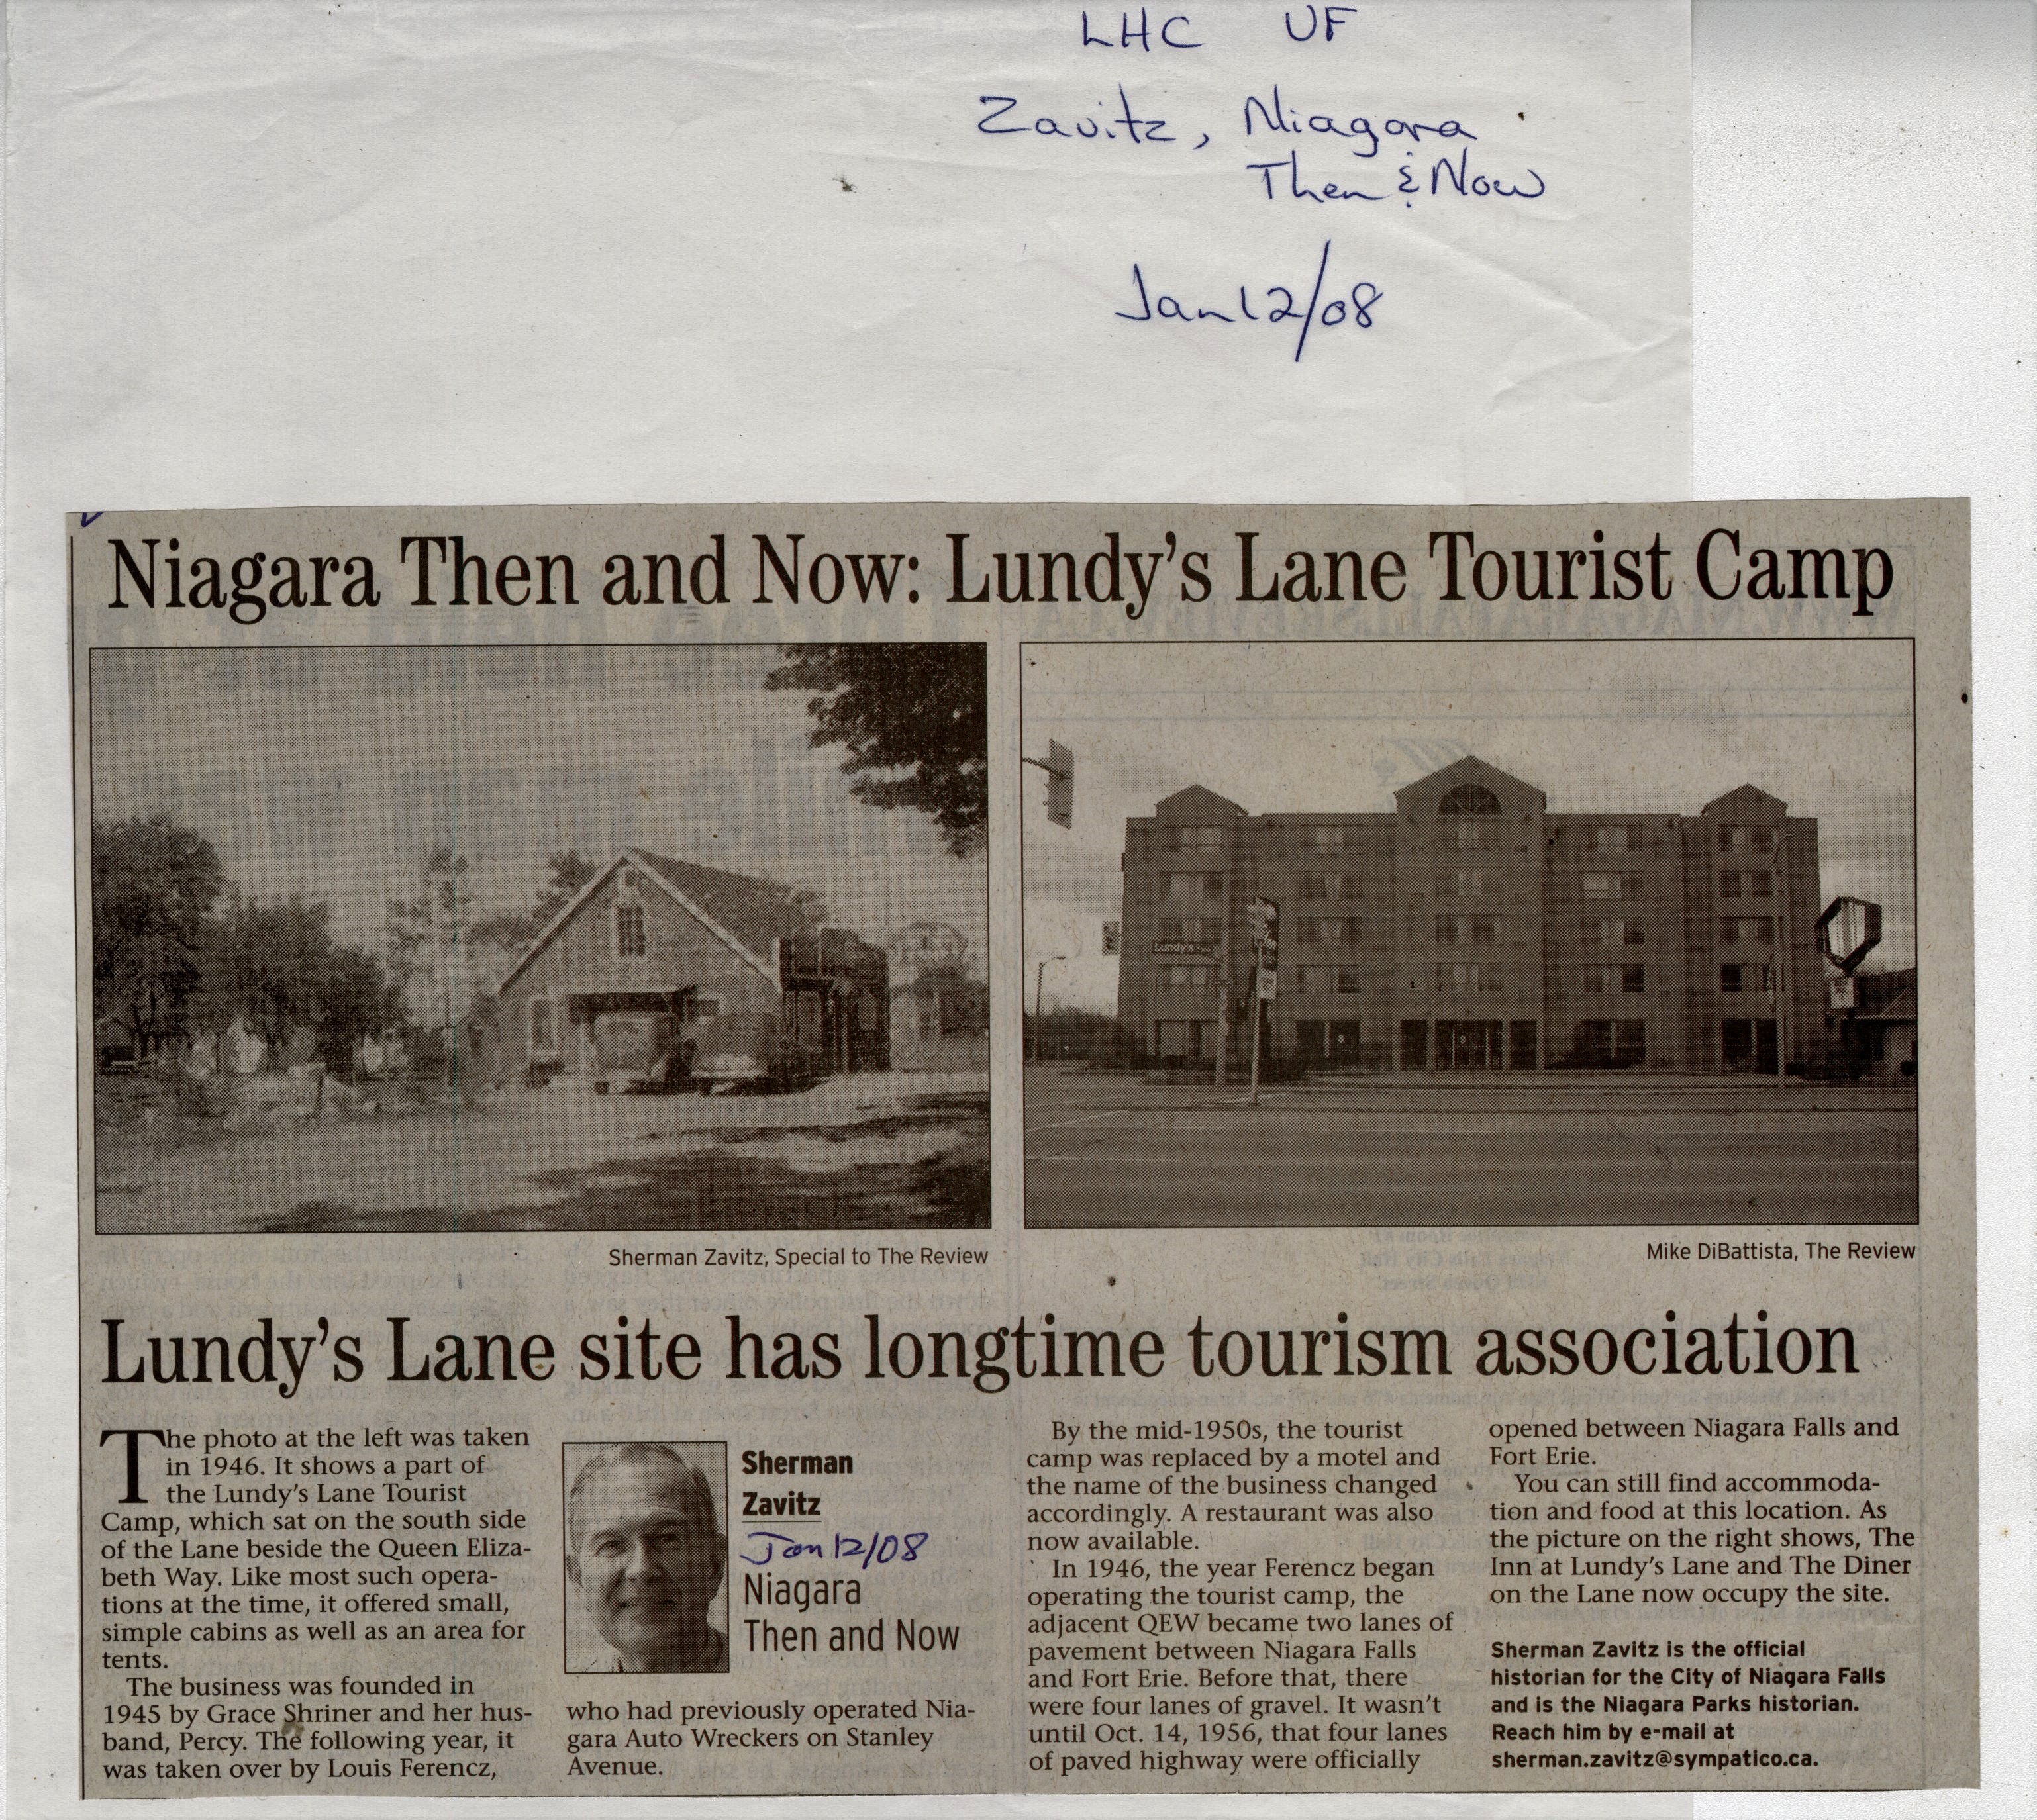 LHC UF
Zavitz, Niagara
Then & Now
Jan 12/08
Niagara Then and Now: Lundy's Lane Tourist Camp
Lundy's Lane
Sherman Zavitz, Special to The Review
Mike DiBattista, The Review
Lundy's Lane site has longtime tourism association
The photo at the left was taken
in 1946. It shows a part of
the Lundy's Lane Tourist
Camp, which sat on the south side
of the Lane beside the Queen Eliza-
beth Way. Like most such opera-
tions at the time, it offered small,
simple cabins as well as an area for
tents.
The business was founded in
1945 by Grace Shriner and her hus-
band, Percy. The following year, it
was taken over by Louis Ferencz,
Sherman
Zavitz
Jan 12/08
Niagara
Then and Now
who had previously operated Nia-
gara Auto Wreckers on Stanley
Avenue.
By the mid-1950s, the tourist
camp was replaced by a motel and
the name of the business changed
accordingly. A restaurant was also
now available.
In 1946, the year Ferencz began
operating the tourist camp, the
adjacent QEW became two lanes of
pavement between Niagara Falls
and Fort Erie. Before that, there
were four lanes of gravel. It wasn't
until Oct. 14, 1956, that four lanes
of paved highway were officially
opened between Niagara Falls and
Fort Erie.
You can still find accommoda-
tion and food at this location. As
the picture on the right shows, The
Inn at Lundy's Lane and The Diner
on the Lane now occupy the site.
Sherman Zavitz is the official
historian for the City of Niagara Falls
and is the Niagara Parks historian.
Reach him by e-mail at
sherman.zavitz@sympatico.ca.